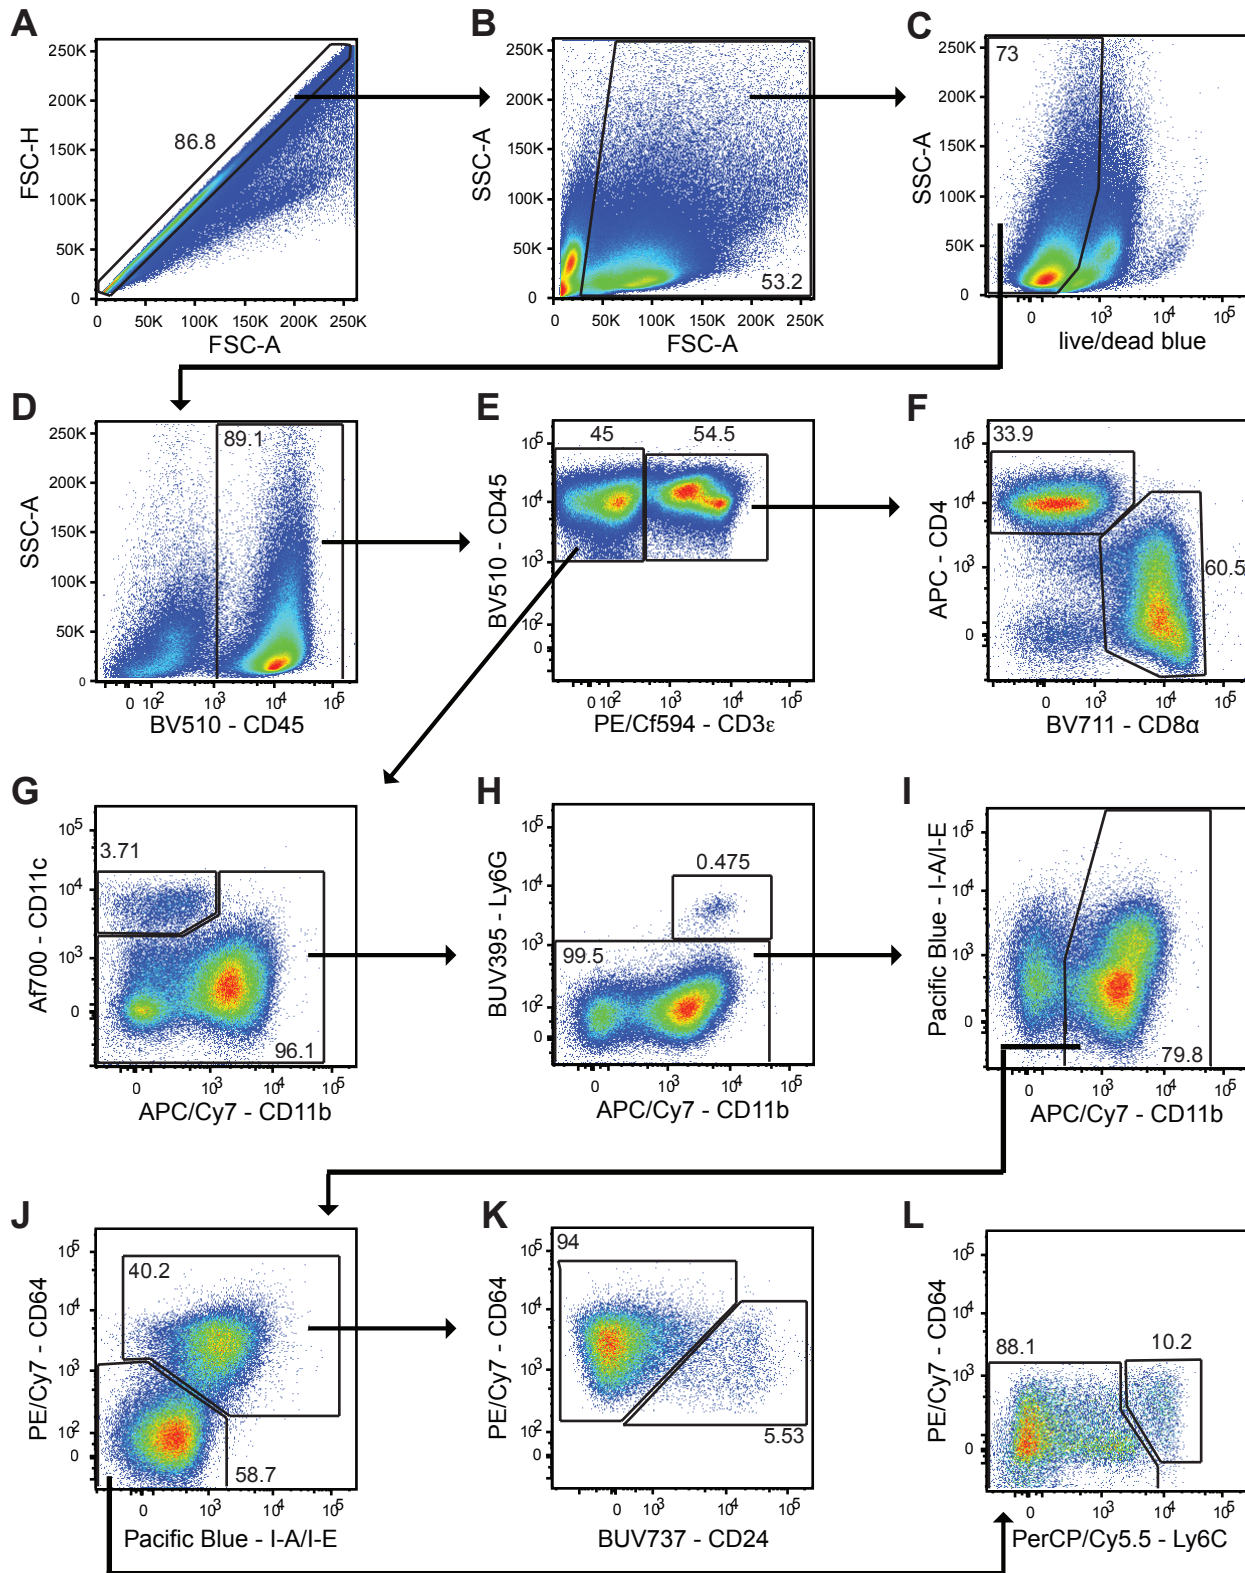 A
B
C
250K
200K
150K
100K
50K
0
FSC-H
86.8
0
50K
100K
150K
200K
250K
FSC-A
250K
200K
150K
100K
50K
0
SSC-A
53.2
50K
100K
150K
200K
250K
FSC-A
250K
200K
150K
100K
50K
0
SSC-A
73
0
10³
10⁴
10⁵
live/dead blue
D
E
F
250K
200K
150K
100K
50K
0
SSC-A
89.1
0
10²
10³
10⁴
10⁵
BV510 - CD45
10⁵
10⁴
10³
10²
0
BV510 - CD45
45
54.5
0
10²
10³
10⁴
10⁵
PE/Cf594 - CD3ε
10⁵
10⁴
10³
0
APC - CD4
33.9
60.5
0
10³
10⁴
10⁵
BV711 - CD8α
G
H
I
10⁵
10⁴
10³
0
Af700 - CD11c
3.71
96.1
0
10³
10⁴
10⁵
APC/Cy7 - CD11b
10⁵
10⁴
10³
10²
0
BUV395 - Ly6G
0.475
99.5
0
10³
10⁴
10⁵
APC/Cy7 - CD11b
10⁵
10⁴
10³
0
Pacific Blue - I-A/I-E
79.8
0
10³
10⁴
10⁵
APC/Cy7 - CD11b
J
K
L
10⁵
10⁴
10³
10²
0
PE/Cy7 - CD64
40.2
58.7
0
10³
10⁴
10⁵
Pacific Blue - I-A/I-E
10⁵
10⁴
10³
10²
0
PE/Cy7 - CD64
94
5.53
0
10³
10⁴
10⁵
BUV737 - CD24
10⁵
10⁴
10³
10²
0
PE/Cy7 - CD64
88.1
10.2
0
10³
10⁴
10⁵
PerCP/Cy5.5 - Ly6C